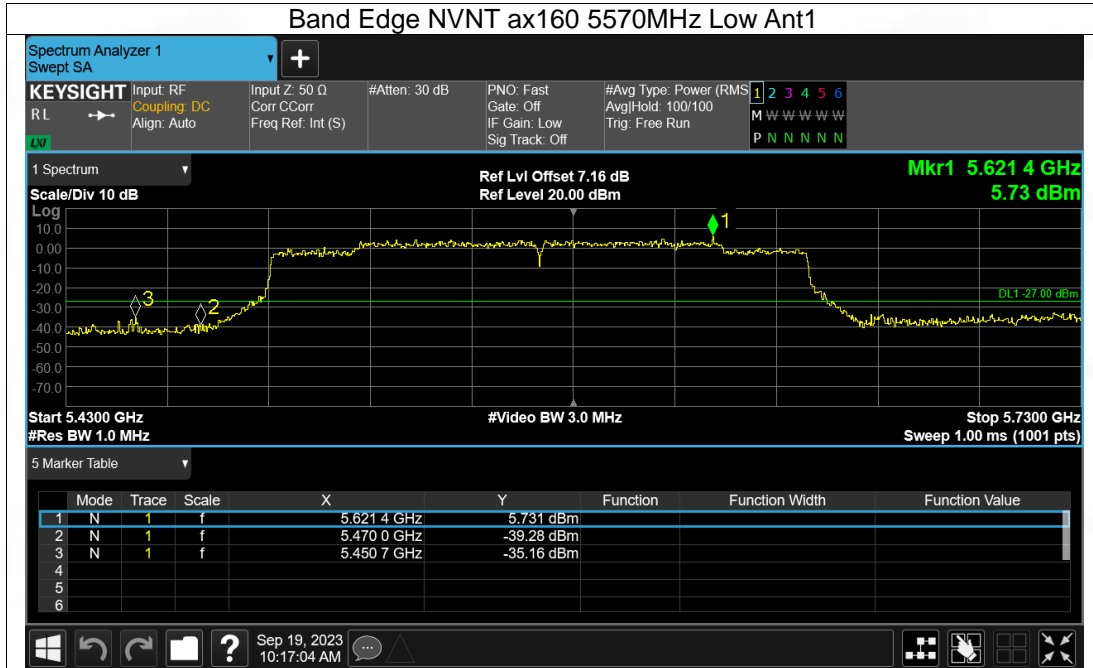 Band Edge NVNT ax160 5570MHz Low Ant1
Spectrum Analyzer 1
Swept SA
+
KEYSIGHT
RL
LXI
Input: RF
Coupling: DC
Align: Auto
Input Z: 50 Ω
Corr CCorr
Freq Ref: Int (S)
#Atten: 30 dB
PNO: Fast
Gate: Off
IF Gain: Low
Sig Track: Off
#Avg Type: Power (RMS
Avg|Hold: 100/100
Trig: Free Run
1 2 3 4 5 6
M W W W W W
P N N N N N
1 Spectrum
Scale/Div 10 dB
Ref Lvl Offset 7.16 dB
Ref Level 20.00 dBm
Mkr1 5.621 4 GHz
5.73 dBm
Log
10.0
0.00
-10.0
-20.0
-30.0
-40.0
-50.0
-60.0
-70.0
1
2
3
DL1 -27.00 dBm
Start 5.4300 GHz
#Res BW 1.0 MHz
#Video BW 3.0 MHz
Stop 5.7300 GHz
Sweep 1.00 ms (1001 pts)
5 Marker Table
Mode Trace Scale X Y Function Function Width Function Value
1 N 1 f 5.621 4 GHz 5.731 dBm
2 N 1 f 5.470 0 GHz -39.28 dBm
3 N 1 f 5.450 7 GHz -35.16 dBm
4
5
6
?
Sep 19, 2023
10:17:04 AM